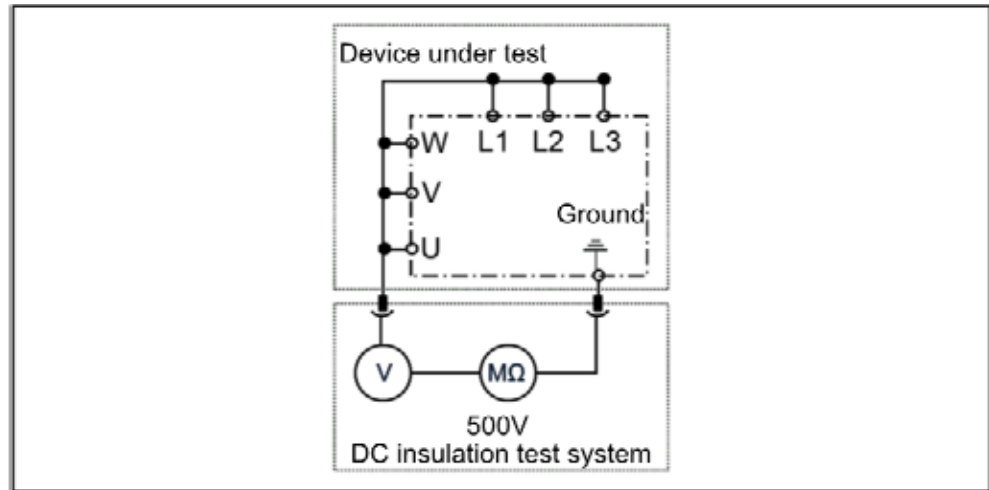 Device under test
W L1 L2 L3
V
Ground
U
V MΩ
500V
DC insulation test system